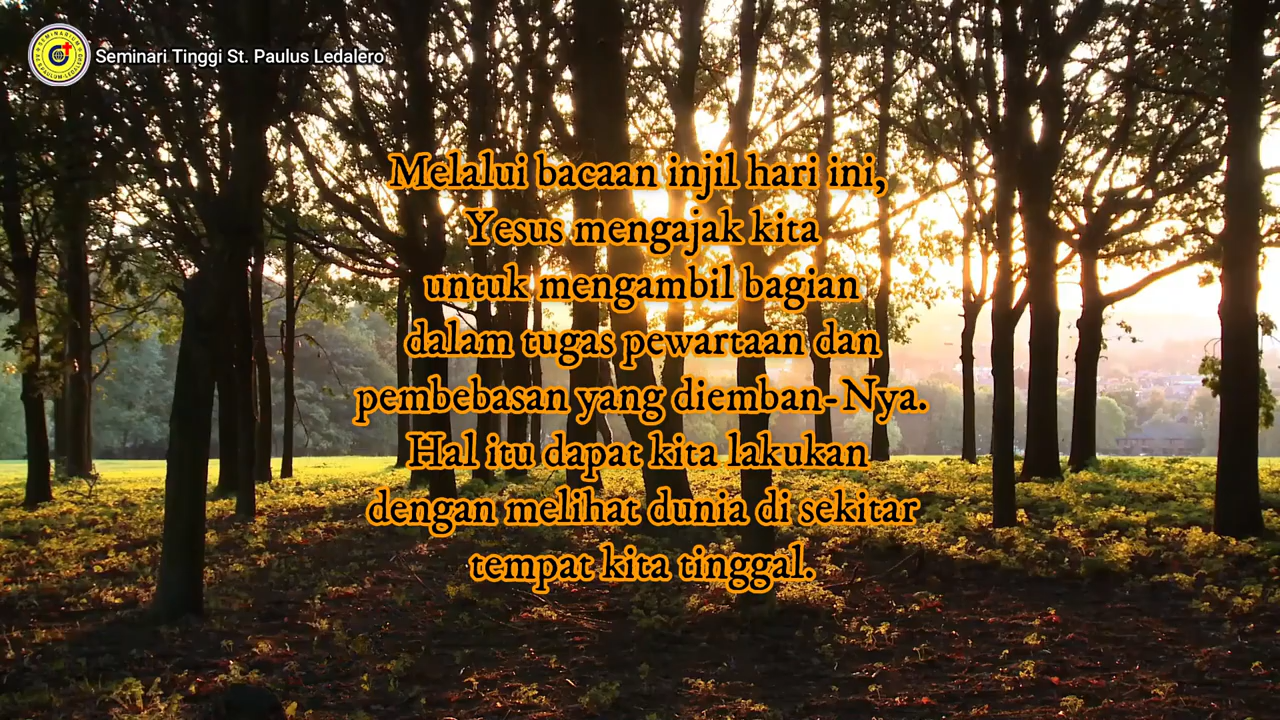 Seminari Tinggi St. Paulus Ledalero
Melalui bacaan injil hari ini,
Yesus mengajak kita
untuk mengambil bagian
dalam tugas pewartaan dan
pembebasan yang diemban-Nya.
Hal itu dapat kita lakukan
dengan melihat dunia di sekitar
tempat kita tinggal.